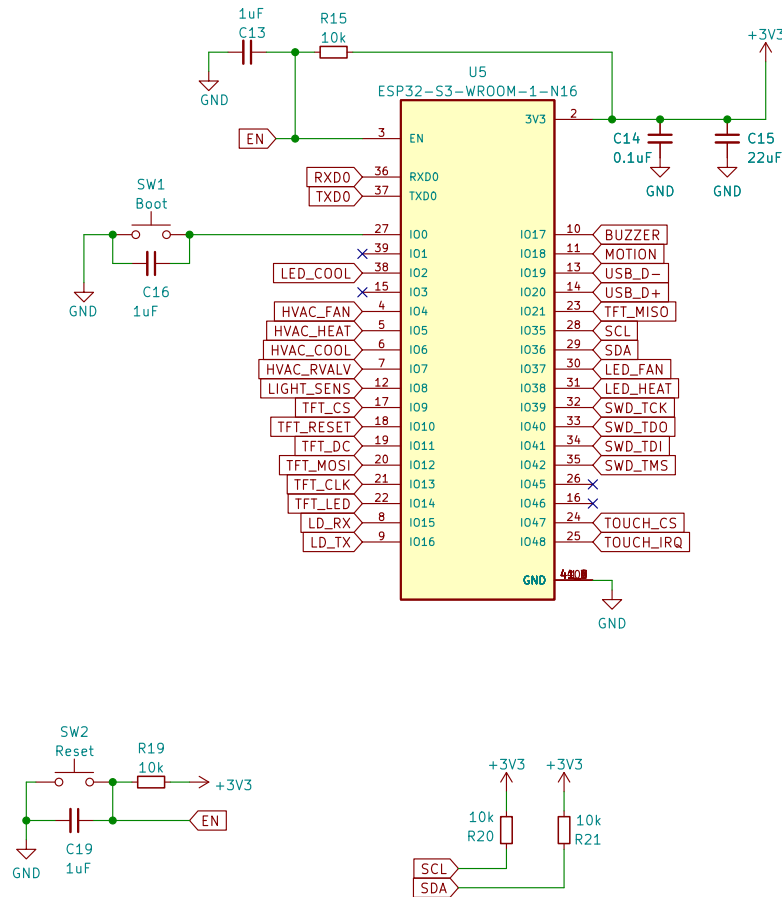 1uF
C13
R15
10k
GND
+3V3
U5
ESP32-S3-WROOM-1-N16
EN
3
EN
3V3
2
C14
0.1uF
C15
22uF
GND
GND
RXD0
36
RXD0
TXD0
37
TXD0
SW1
Boot
C16
1uF
GND
27
IO0
39
IO1
LED_COOL
38
IO2
15
IO3
HVAC_FAN
4
IO4
HVAC_HEAT
5
IO5
HVAC_COOL
6
IO6
HVAC_RVALV
7
IO7
LIGHT_SENS
12
IO8
TFT_CS
17
IO9
TFT_RESET
18
IO10
TFT_DC
19
IO11
TFT_MOSI
20
IO12
TFT_CLK
21
IO13
TFT_LED
22
IO14
LD_RX
8
IO15
LD_TX
9
IO16
IO17
10
BUZZER
IO18
11
MOTION
IO19
13
USB_D-
IO20
14
USB_D+
IO21
23
TFT_MISO
IO35
28
SCL
IO36
29
SDA
IO37
30
LED_FAN
IO38
31
LED_HEAT
IO39
32
SWD_TCK
IO40
33
SWD_TDO
IO41
34
SWD_TDI
IO42
35
SWD_TMS
IO45
26
IO46
16
IO47
24
TOUCH_CS
IO48
25
TOUCH_IRQ
GND
GND
SW2
Reset
R19
10k
+3V3
C19
1uF
EN
GND
+3V3
+3V3
10k
R20
10k
R21
SCL
SDA